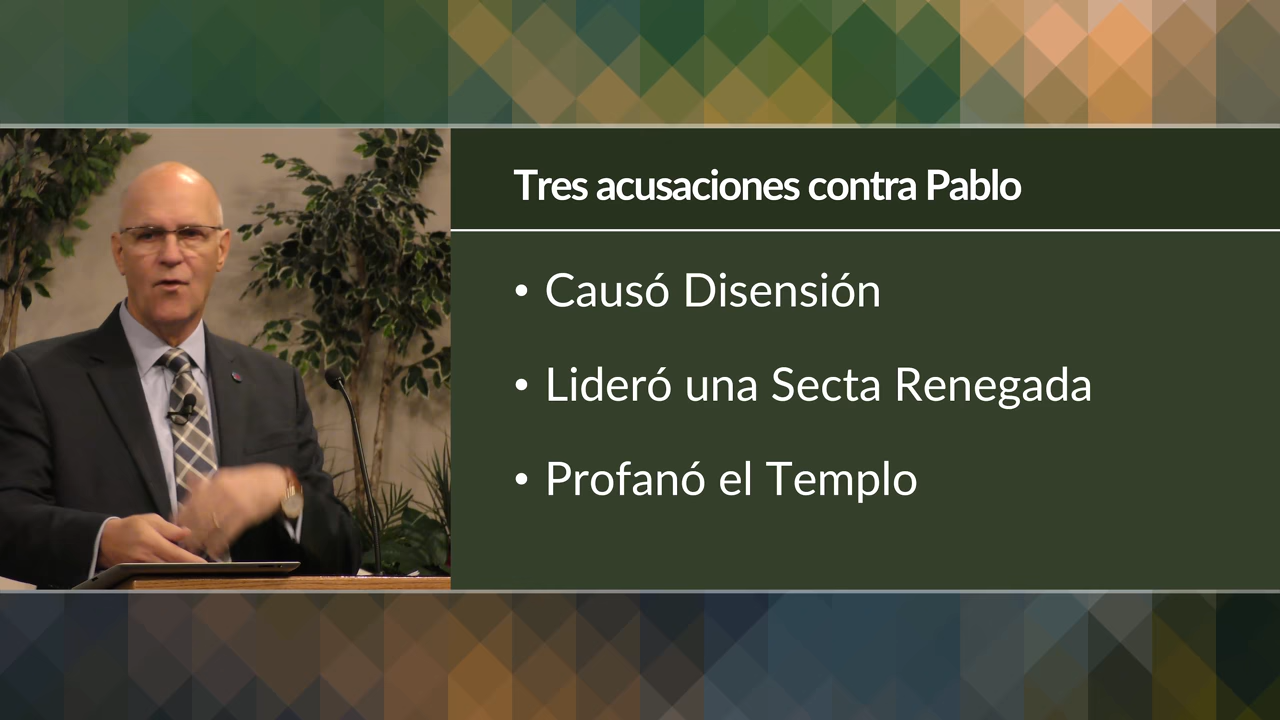 Tres acusaciones contra Pablo
• Causó Disensión
• Lideró una Secta Renegada
• Profanó el Templo